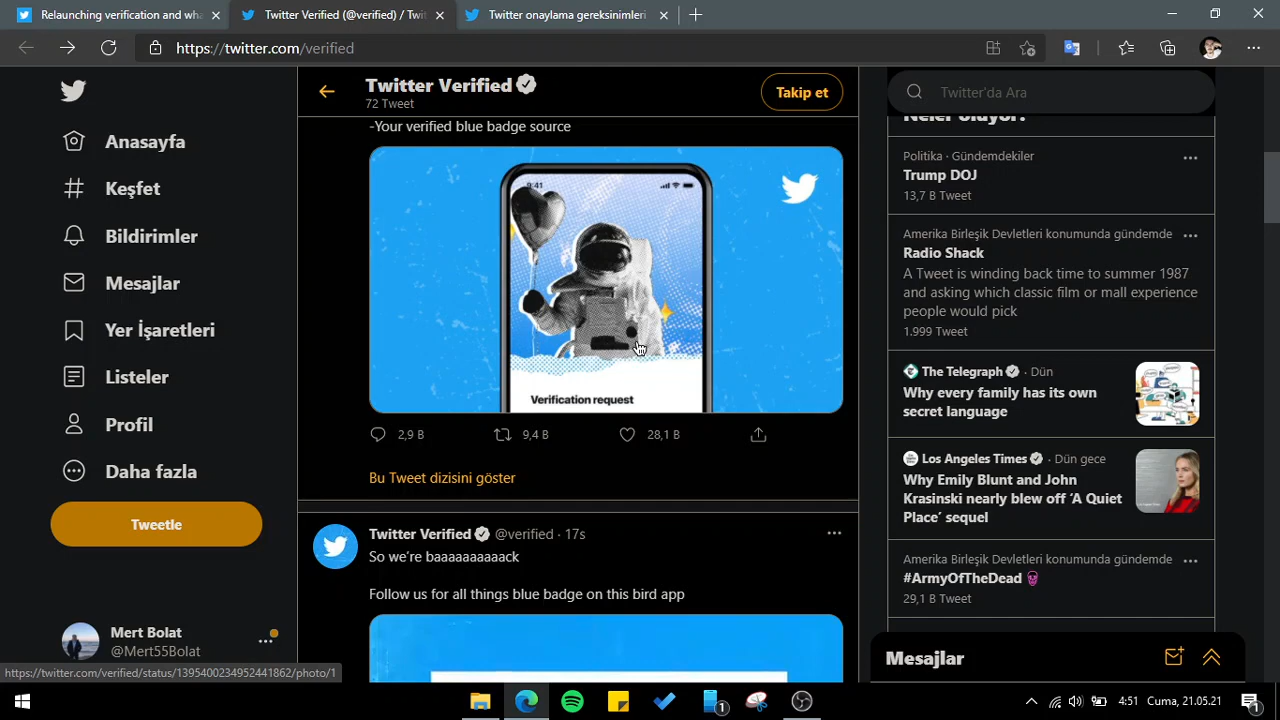 Relaunching verification and wha
Twitter Verified (@verified) / Twit
Twitter onaylama gereksinimleri
https://twitter.com/verified
Anasayfa
Keşfet
Bildirimler
Mesajlar
Yer İşaretleri
Listeler
Profil
Daha fazla
Tweetle
Mert Bolat
@Mert55Bolat
https://twitter.com/verified/status/1395400234952441862/photo/1
Twitter Verified
72 Tweet
Takip et
-Your verified blue badge source
9:41
Verification request
2,9 B
9,4 B
28,1 B
Bu Tweet dizisini göster
Twitter Verified @verified · 17s
So we're baaaaaaaaaack
Follow us for all things blue badge on this bird app
Twitter'da Ara
Neler oluyor?
Politika · Gündemdekiler
Trump DOJ
13,7 B Tweet
Amerika Birleşik Devletleri konumunda gündemde
Radio Shack
A Tweet is winding back time to summer 1987
and asking which classic film or mall experience
people would pick
1.999 Tweet
The Telegraph · Dün
Why every family has its own
secret language
Los Angeles Times · Dün gece
Why Emily Blunt and John
Krasinski nearly blew off 'A Quiet
Place' sequel
Amerika Birleşik Devletleri konumunda gündemde
#ArmyOfTheDead
29,1 B Tweet
Mesajlar
1
4:51
Cuma, 21.05.21
1